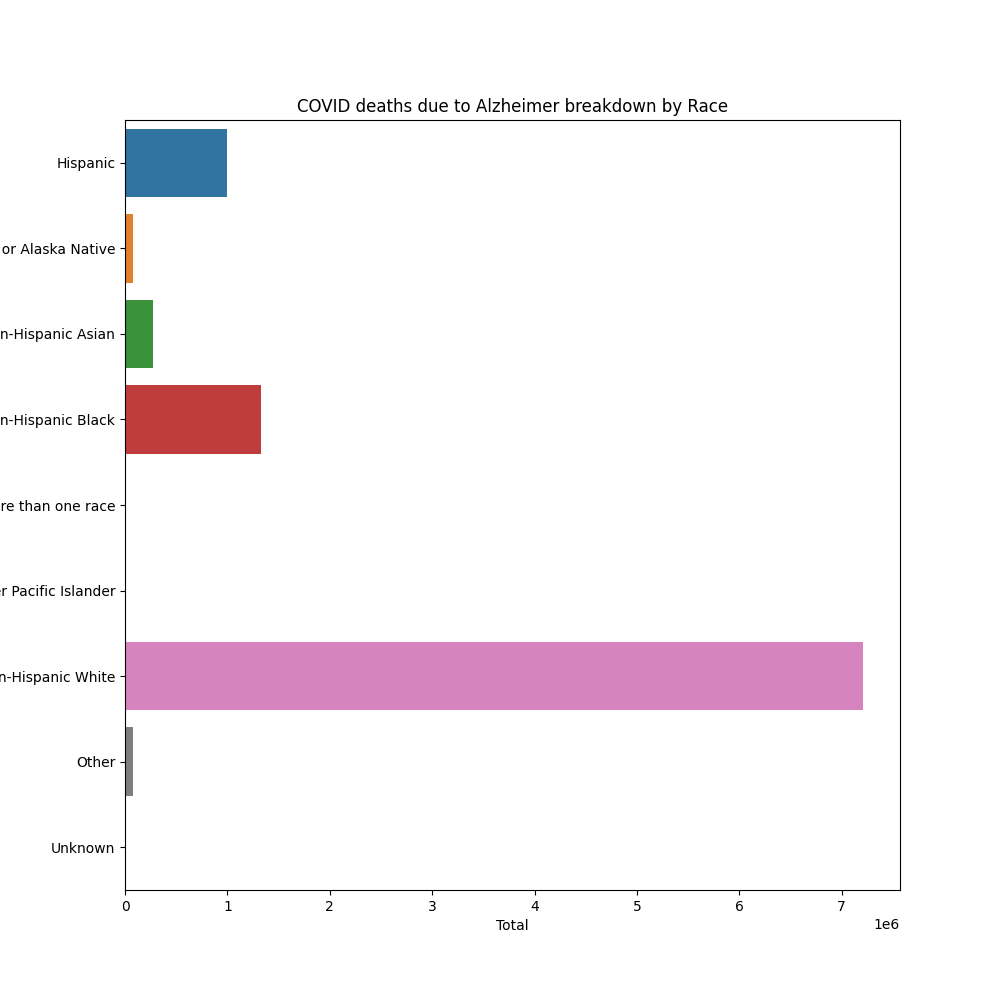 COVID deaths due to Alzheimer breakdown by Race
Hispanic
or Alaska Native
n-Hispanic Asian
n-Hispanic Black
re than one race
r Pacific Islander
n-Hispanic White
Other
Unknown
0 1 2 3 4 5 6 7
1e6
Total